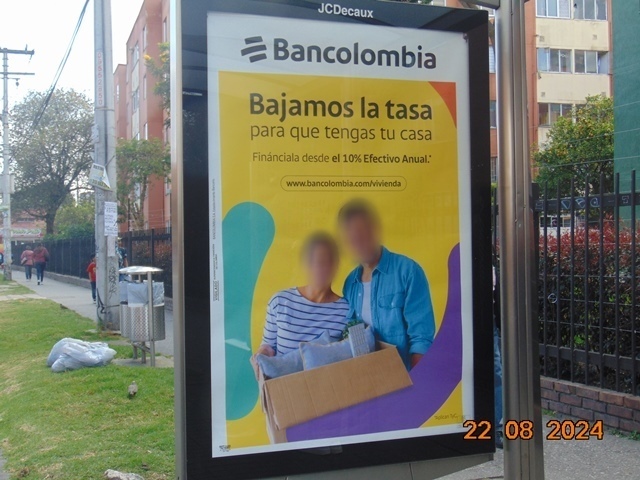 JCDecaux
Bancolombia
Bajamos la tasa
para que tengas tu casa
Fináncíala desde el 10% Efectivo Anual.*
www.bancolombia.com/vivienda
22 08 2024